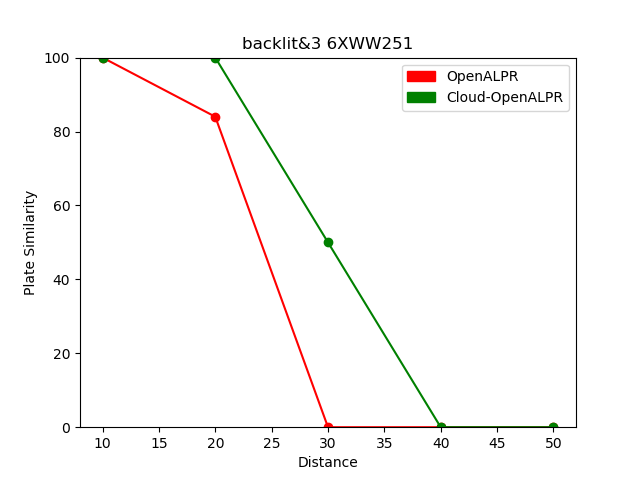 backlit&3 6XWW251
OpenALPR
Cloud-OpenALPR
Plate Similarity
100
80
60
40
20
0
10 15 20 25 30 35 40 45 50
Distance